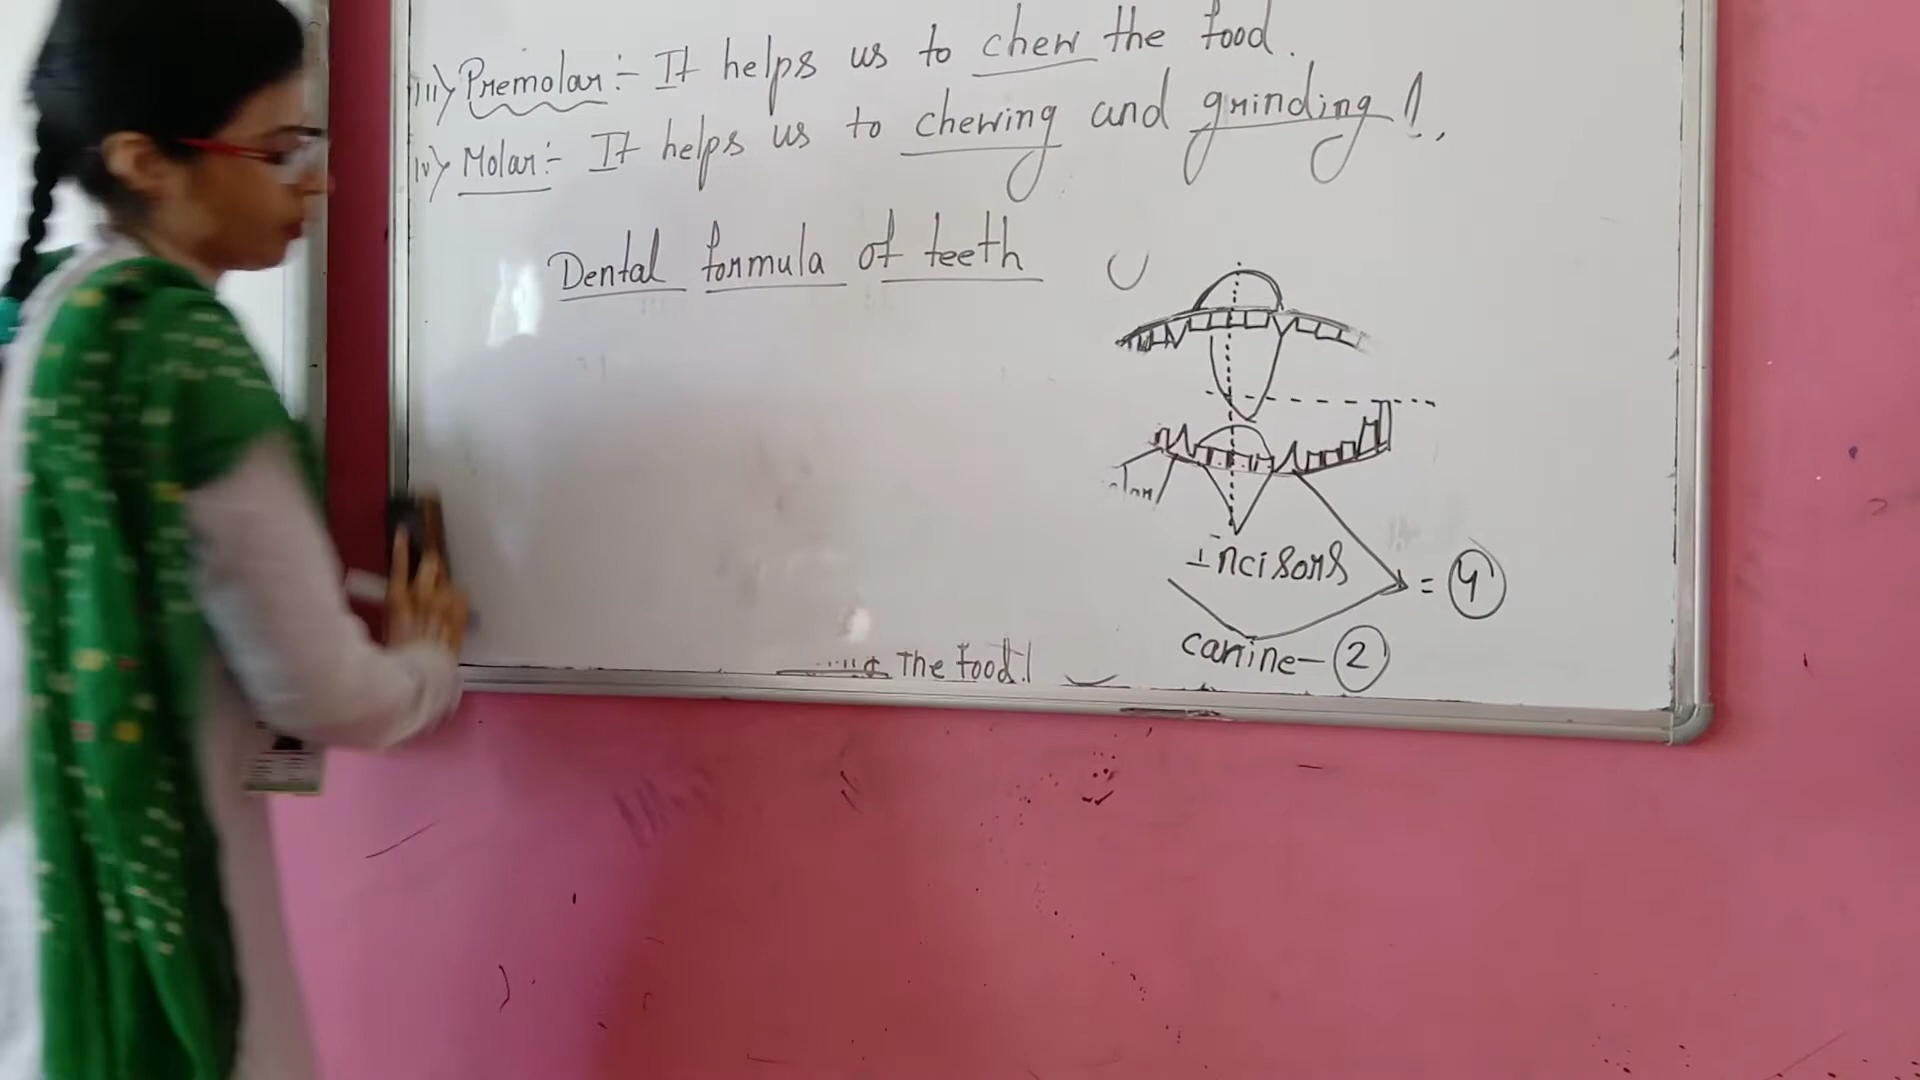 iii) Premolar :- It helps us to chew the food.
iv) Molar :- It helps us to chewing and grinding!
Dental formula of teeth
Incisors = 4
canine - 2
the food!